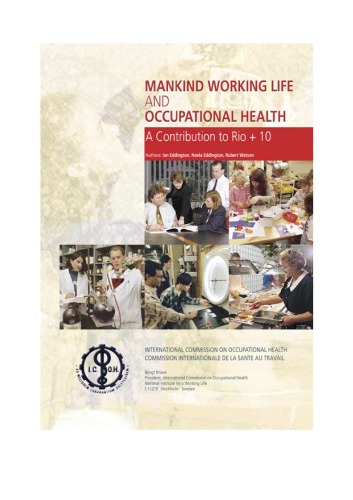 MANKIND WORKING LIFE
AND
OCCUPATIONAL HEALTH
A Contribution to Rio + 10
Authors: Ian Eddington, Noela Eddington, Robert Watson
INTERNATIONAL COMMISSION ON OCCUPATIONAL HEALTH
COMMISSION INTERNATIONALE DE LA SANTE AU TRAVAIL
Bengt Knave
President, International Commission on Occupational Health
National Institute for a Working Life
S-11279 Stockholm Sweden
I.C. O.H.